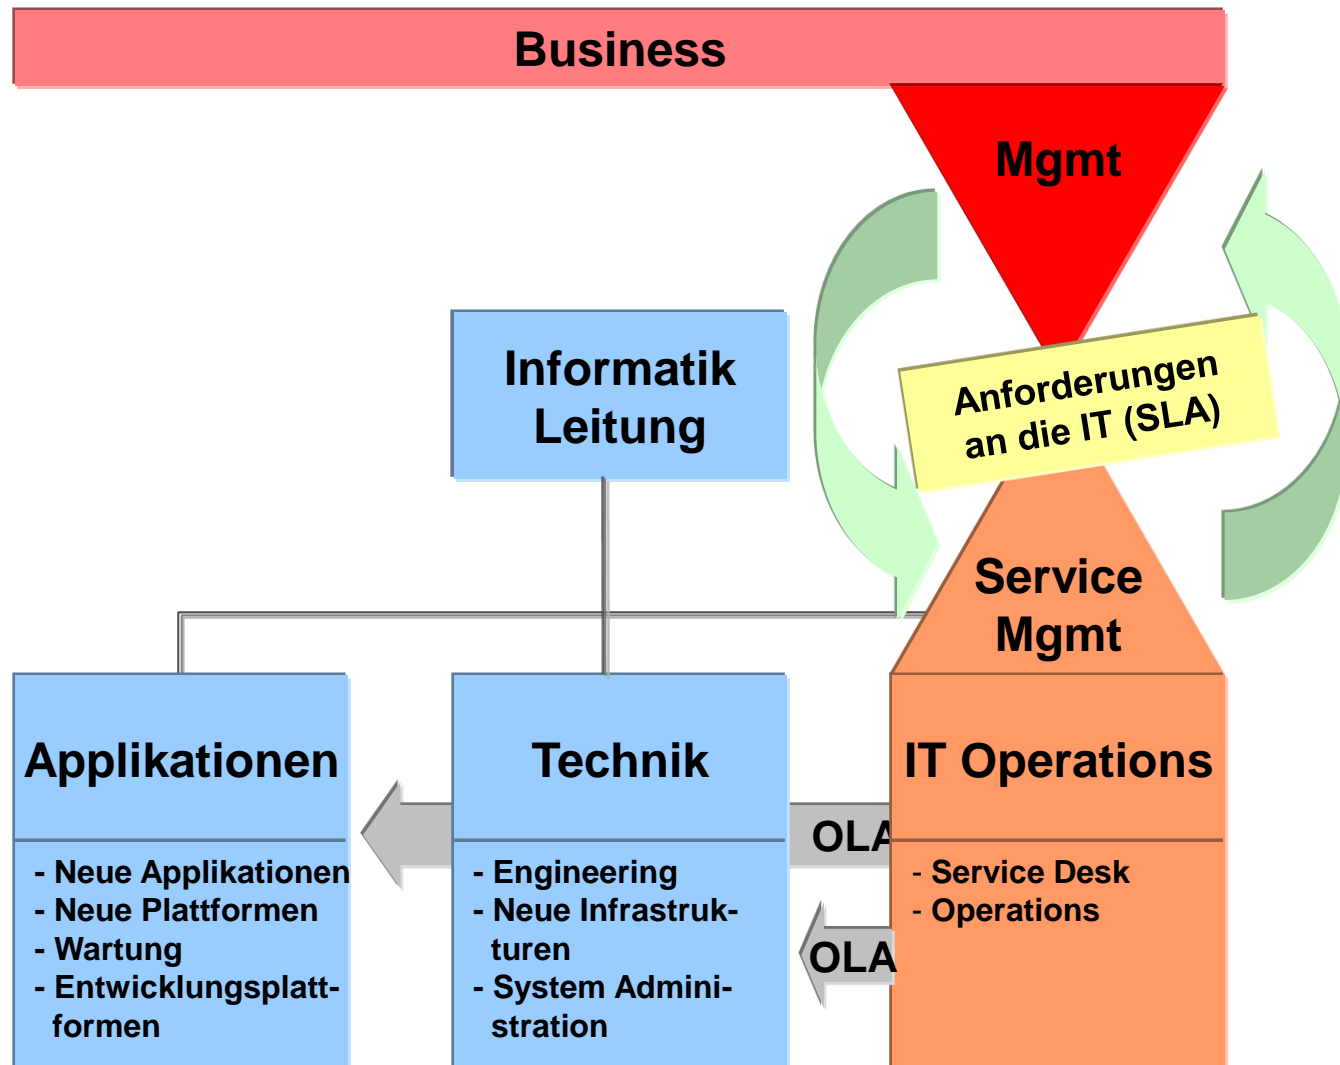 Business
Mgmt
Informatik
Leitung
Anforderungen
an die IT (SLA)
Service
Mgmt
Applikationen
Technik
IT Operations
OLA
- Neue Applikationen
- Neue Plattformen
- Wartung
- Entwicklungsplatt-
formen
- Engineering
- Neue Infrastruk-
turen
- System Admini-
stration
- Service Desk
- Operations
OLA